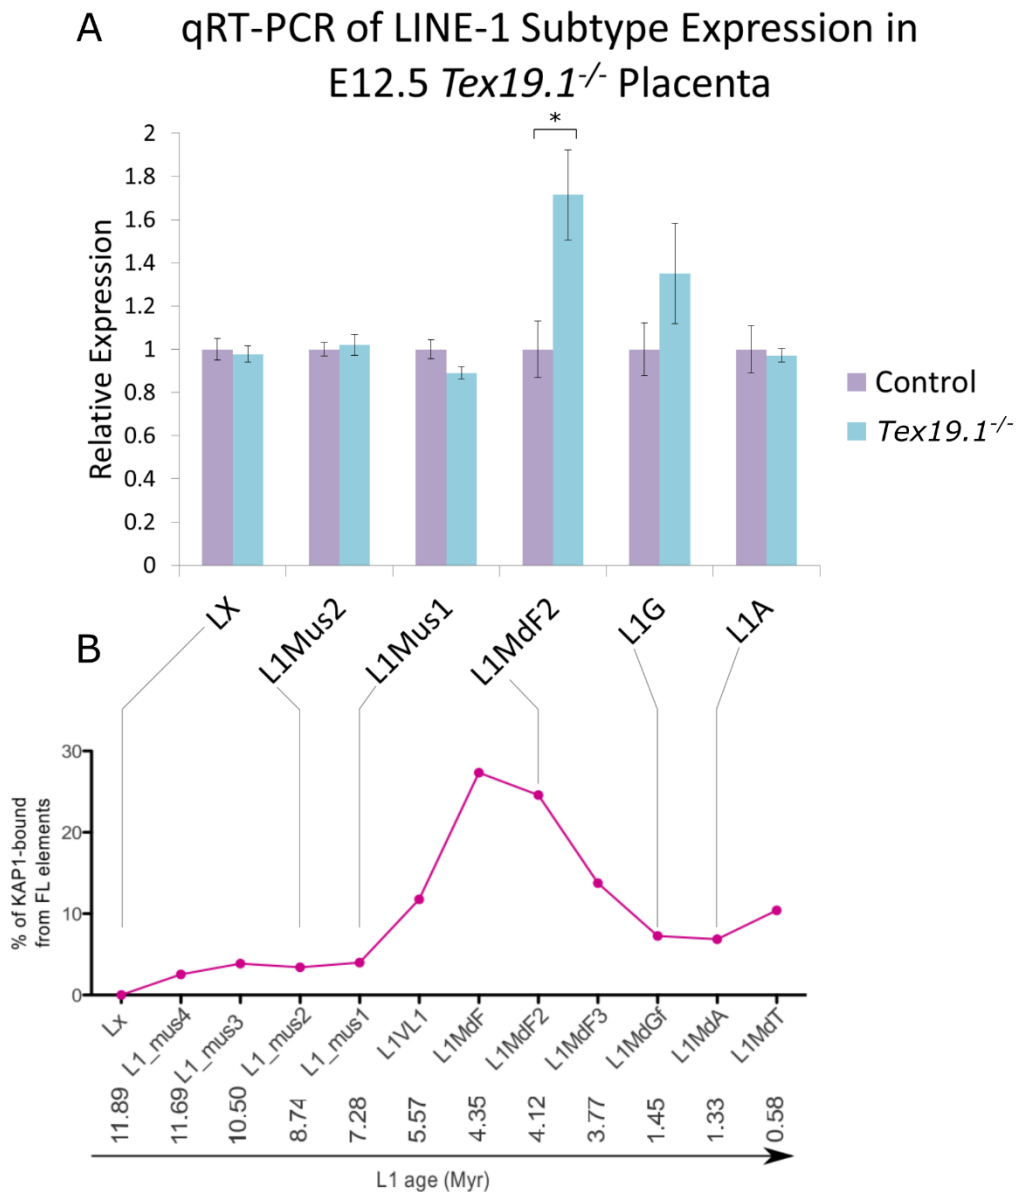 A
qRT-PCR of LINE-1 Subtype Expression in
E12.5 Tex19.1-/- Placenta
*
Relative Expression
2
1.8
1.6
1.4
1.2
1
0.8
0.6
0.4
0.2
0
Control
Tex19.1-/-
LX
L1Mus2
L1Mus1
L1MdF2
L1G
L1A
B
% of KAP1-bound
from FL elements
30
20
10
0
Lx
L1_mus4
L1_mus3
L1_mus2
L1_mus1
L1VL1
L1MdF
L1MdF2
L1MdF3
L1MdGf
L1MdA
L1MdT
11.89
11.69
10.50
8.74
7.28
5.57
4.35
4.12
3.77
1.45
1.33
0.58
L1 age (Myr)